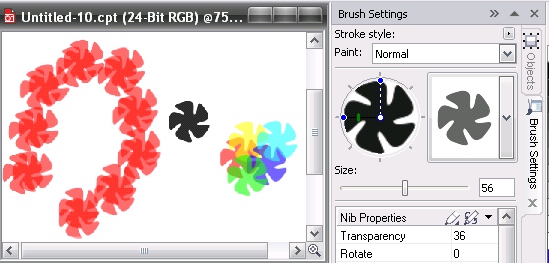 Untitled-10.cpt (24-Bit RGB) @75...
Brush Settings
Stroke style:
Paint: Normal
Size:
56
Nib Properties
Transparency 36
Rotate 0
Objects
Brush Settings